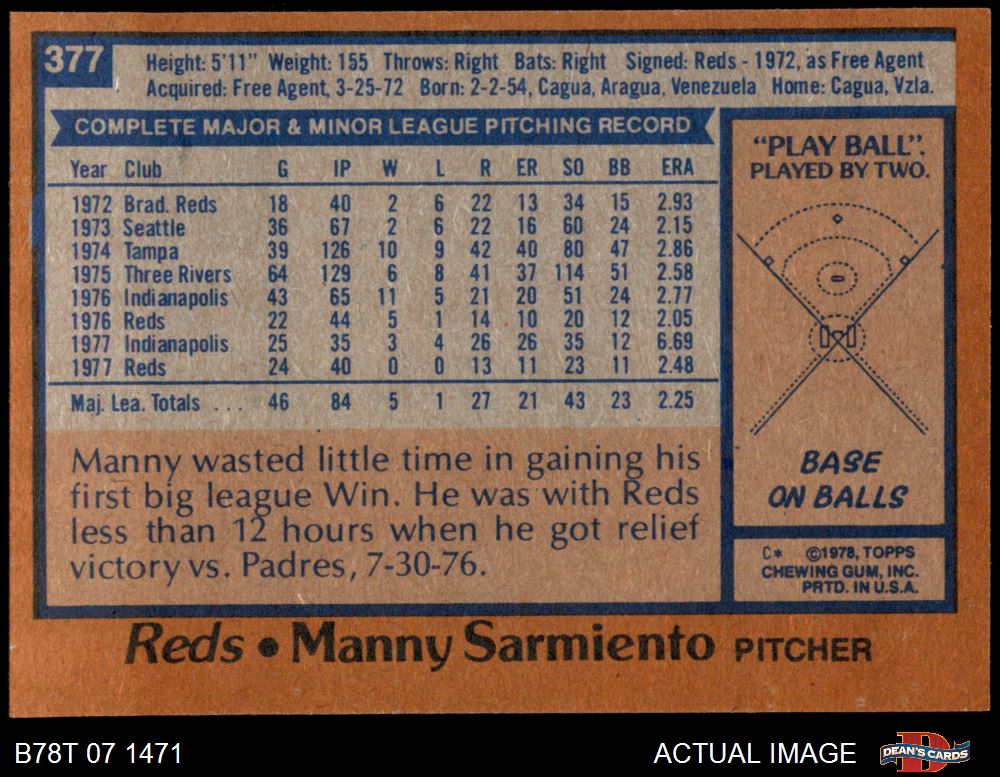 377
Height: 5'11" Weight: 155 Throws: Right Bats: Right Signed: Reds - 1972, as Free Agent
Acquired: Free Agent, 3-25-72 Born: 2-2-54, Cagua, Aragua, Venezuela Home: Cagua, Vzla.
COMPLETE MAJOR & MINOR LEAGUE PITCHING RECORD
Year Club G IP W L R ER SO BB ERA
1972 Brad. Reds 18 40 2 6 22 13 34 15 2.93
1973 Seattle 36 67 2 6 22 16 60 24 2.15
1974 Tampa 39 126 10 9 42 40 80 47 2.86
1975 Three Rivers 64 129 6 8 41 37 114 51 2.58
1976 Indianapolis 43 65 11 5 21 20 51 24 2.77
1976 Reds 22 44 5 1 14 10 20 12 2.05
1977 Indianapolis 25 35 3 4 26 26 35 12 6.69
1977 Reds 24 40 0 0 13 11 23 11 2.48
Maj. Lea. Totals ... 46 84 5 1 27 21 43 23 2.25
Manny wasted little time in gaining his
first big league Win. He was with Reds
less than 12 hours when he got relief
victory vs. Padres, 7-30-76.
"PLAY BALL".
PLAYED BY TWO.
BASE
ON BALLS
C* ©1978, TOPPS
CHEWING GUM, INC.
PRTD. IN U.S.A.
Reds • Manny Sarmiento PITCHER
B78T 07 1471
ACTUAL IMAGE
DEAN'S CARDS